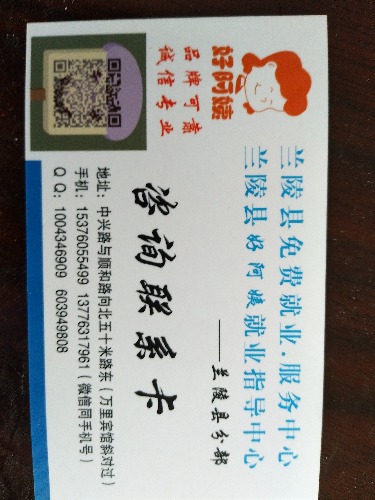 好阿姨
品牌可靠
诚信专业
兰陵县免费就业.服务中心
兰陵县好阿姨就业指导中心
——兰陵县分部
咨询联系卡
地址：中兴路与顺和路向北五十米路东（万里宾馆斜对过）
手机：15376055499 13776317961（微信同手机号）
Q Q：1004346909 603949808